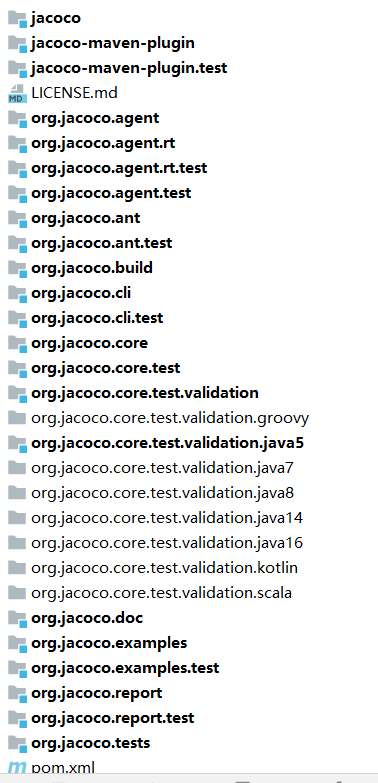 jacoco
jacoco-maven-plugin
jacoco-maven-plugin.test
MD LICENSE.md
org.jacoco.agent
org.jacoco.agent.rt
org.jacoco.agent.rt.test
org.jacoco.agent.test
org.jacoco.ant
org.jacoco.ant.test
org.jacoco.build
org.jacoco.cli
org.jacoco.cli.test
org.jacoco.core
org.jacoco.core.test
org.jacoco.core.test.validation
org.jacoco.core.test.validation.groovy
org.jacoco.core.test.validation.java5
org.jacoco.core.test.validation.java7
org.jacoco.core.test.validation.java8
org.jacoco.core.test.validation.java14
org.jacoco.core.test.validation.java16
org.jacoco.core.test.validation.kotlin
org.jacoco.core.test.validation.scala
org.jacoco.doc
org.jacoco.examples
org.jacoco.examples.test
org.jacoco.report
org.jacoco.report.test
org.jacoco.tests
m pom.xml